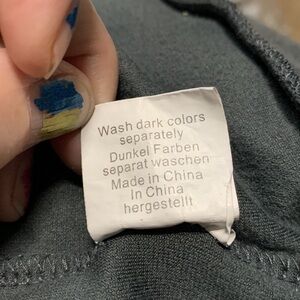 Wash dark colors
separately
Dunkel Farben
separat waschen
Made in China
In China
hergestellt